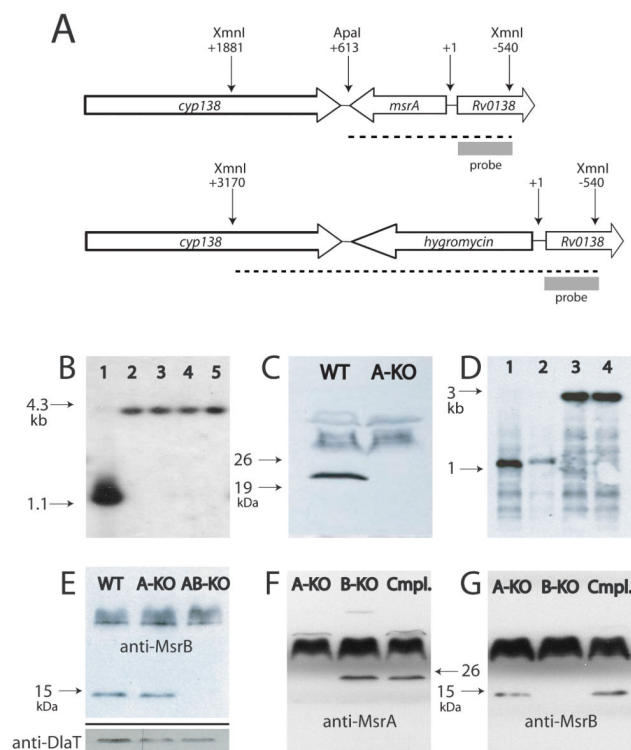 A
XmnI ApaI XmnI
+1881 +613 +1 -540
cyp138 msrA Rv0138
probe
XmnI XmnI
+3170 +1 -540
cyp138 hygromycin Rv0138
probe
B 1 2 3 4 5
4.3
kb
1.1
C WT A-KO
26
19
kDa
D 1 2 3 4
3
kb
1
E WT A-KO AB-KO
anti-MsrB
15
kDa
anti-DlaT
F A-KO B-KO Cmpl.
26
anti-MsrA
G A-KO B-KO Cmpl.
15
kDa
anti-MsrB